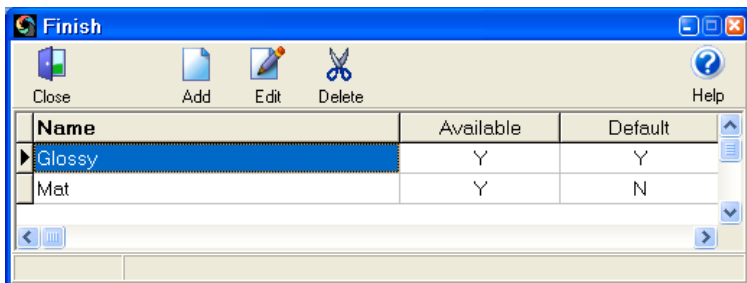 Finish
Close Add Edit Delete Help
Name Available Default
Glossy Y Y
Mat Y N